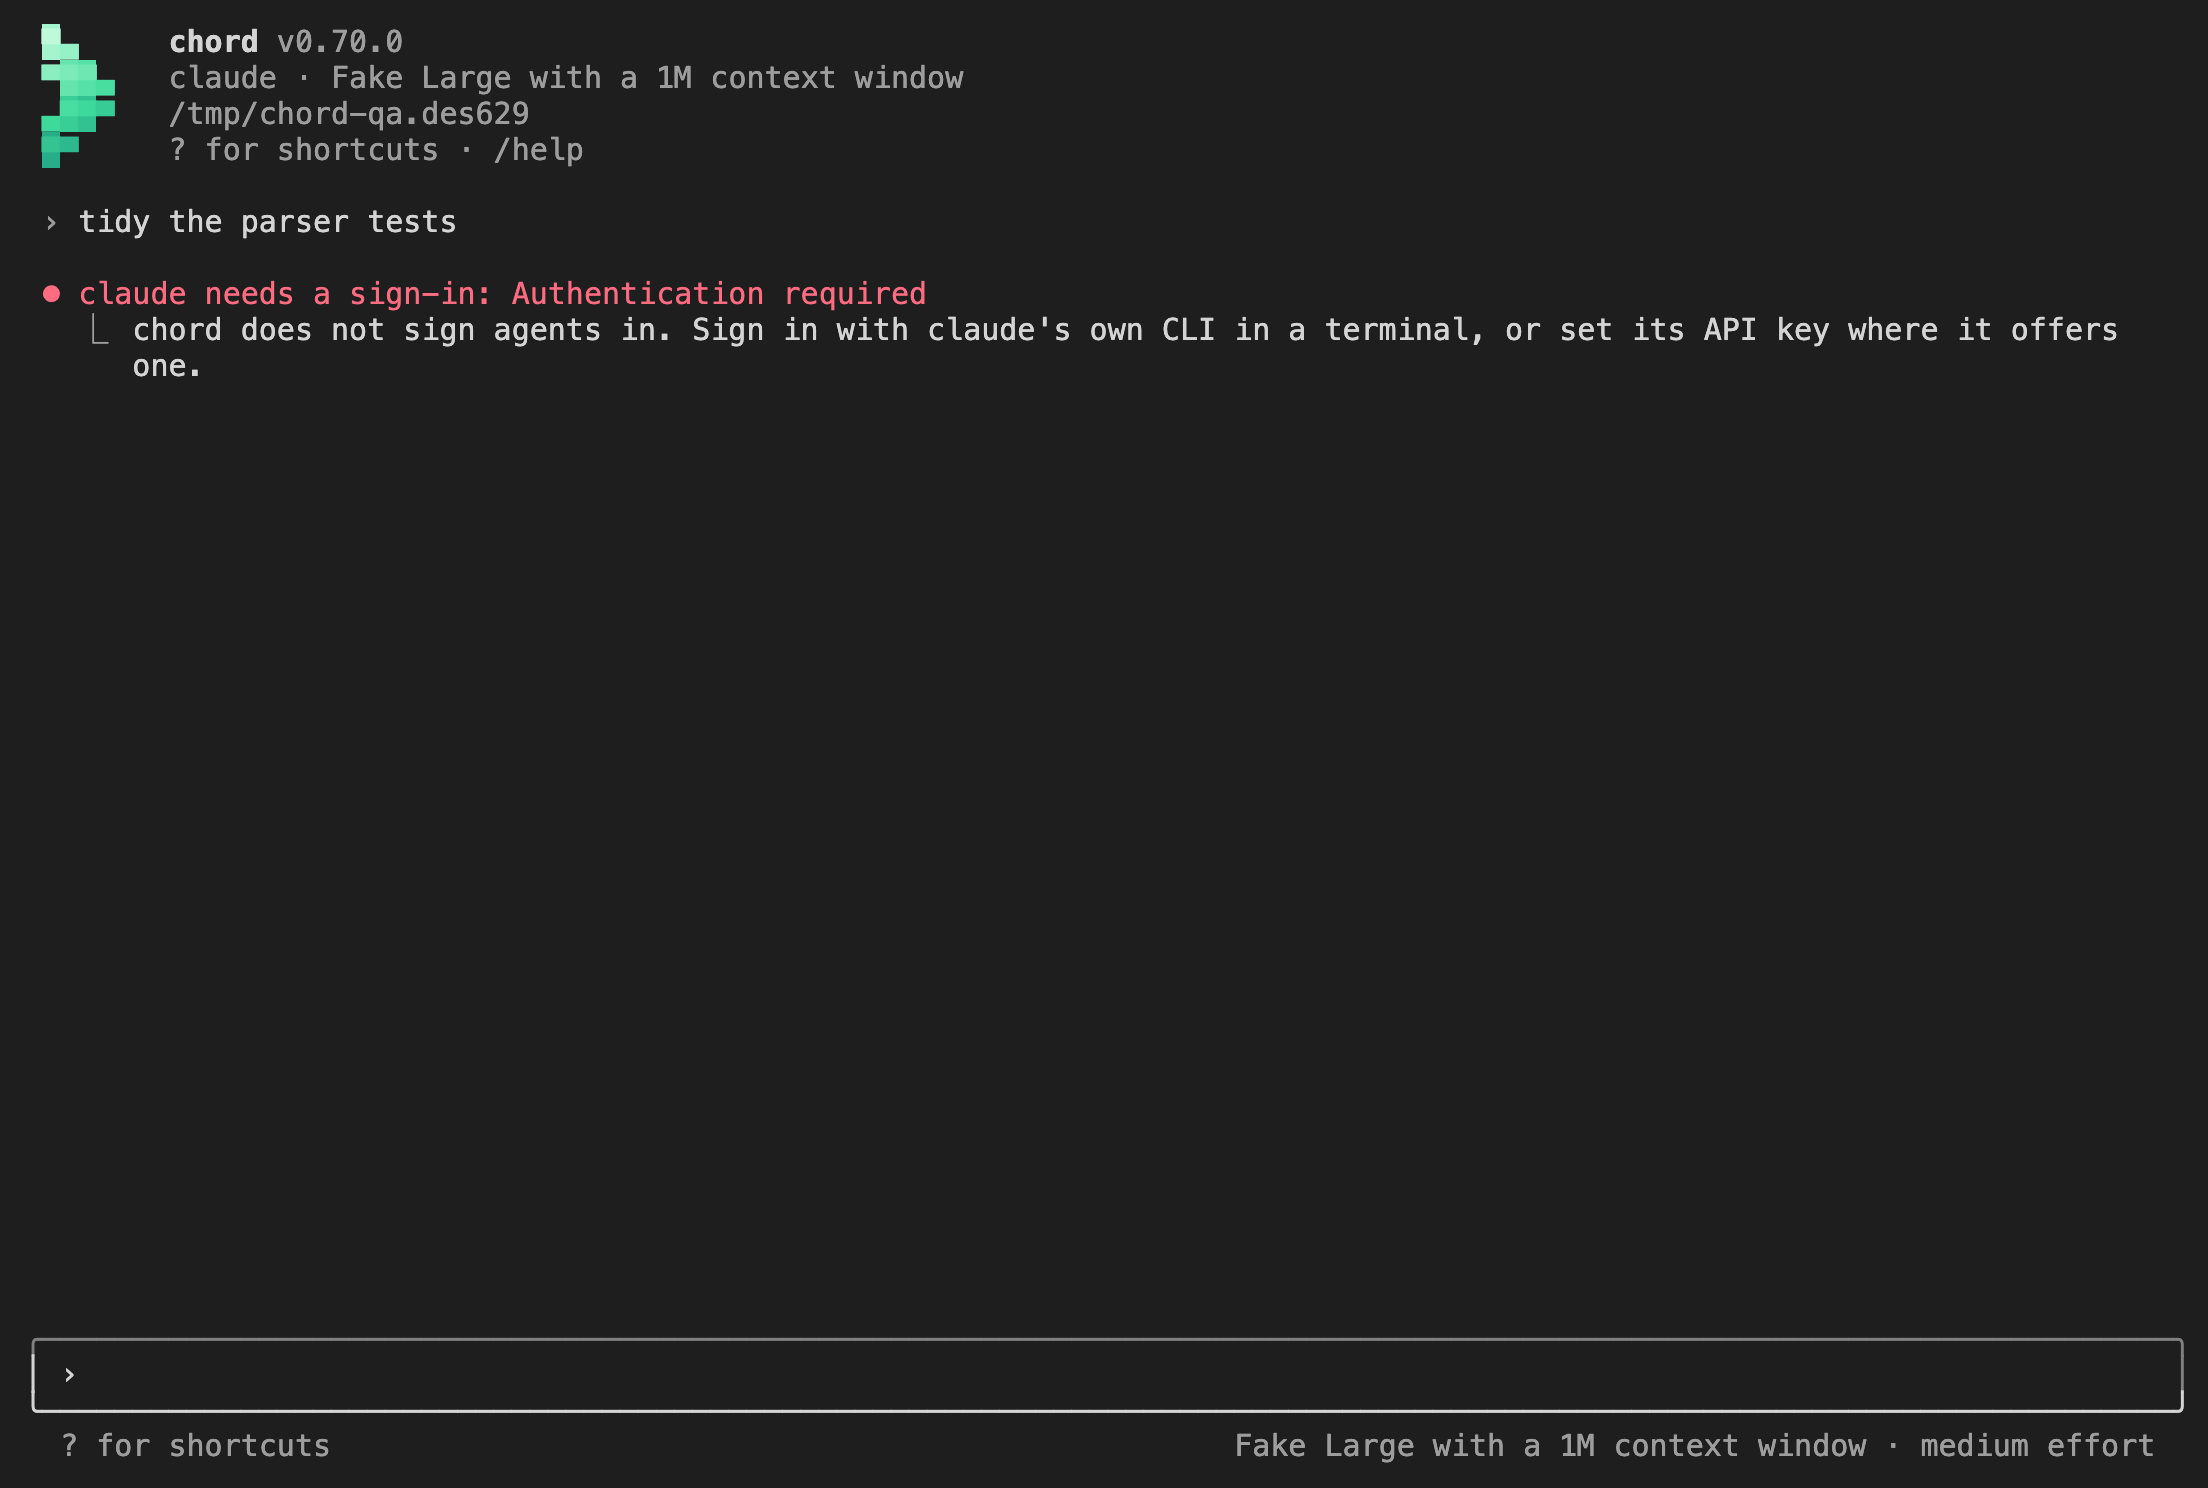 chord v0.70.0
claude · Fake Large with a 1M context window
/tmp/chord-qa.des629
? for shortcuts · /help
› tidy the parser tests
● claude needs a sign-in: Authentication required
⎿ chord does not sign agents in. Sign in with claude's own CLI in a terminal, or set its API key where it offers
one.
›
? for shortcuts Fake Large with a 1M context window · medium effort